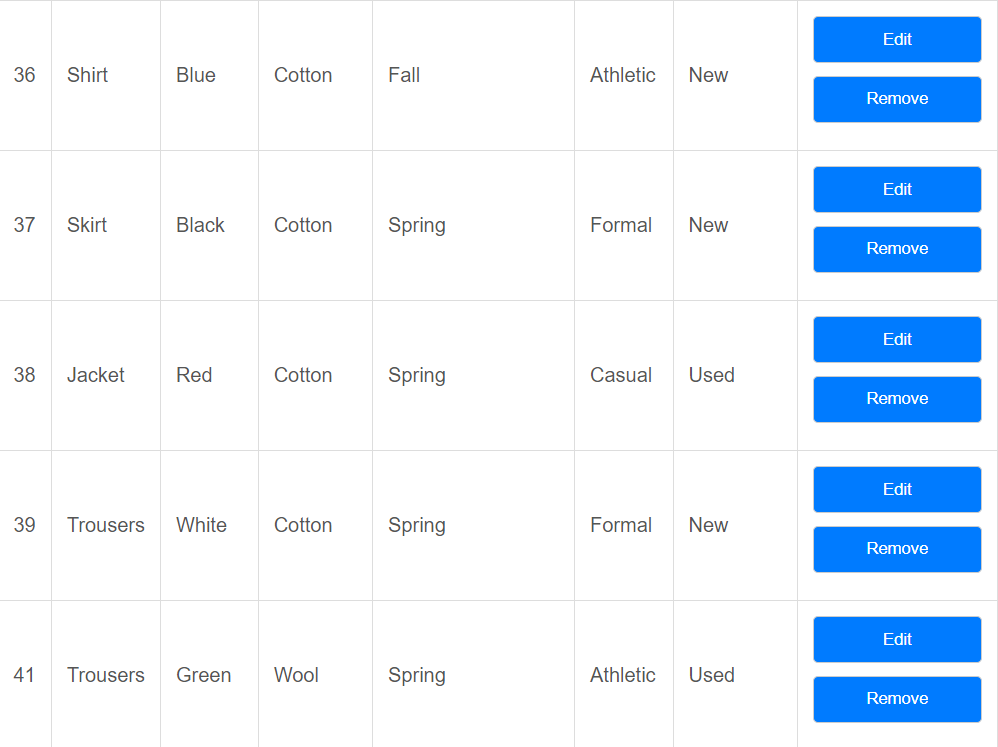 36 Shirt Blue Cotton Fall Athletic New Edit
Remove
37 Skirt Black Cotton Spring Formal New Edit
Remove
38 Jacket Red Cotton Spring Casual Used Edit
Remove
39 Trousers White Cotton Spring Formal New Edit
Remove
41 Trousers Green Wool Spring Athletic Used Edit
Remove